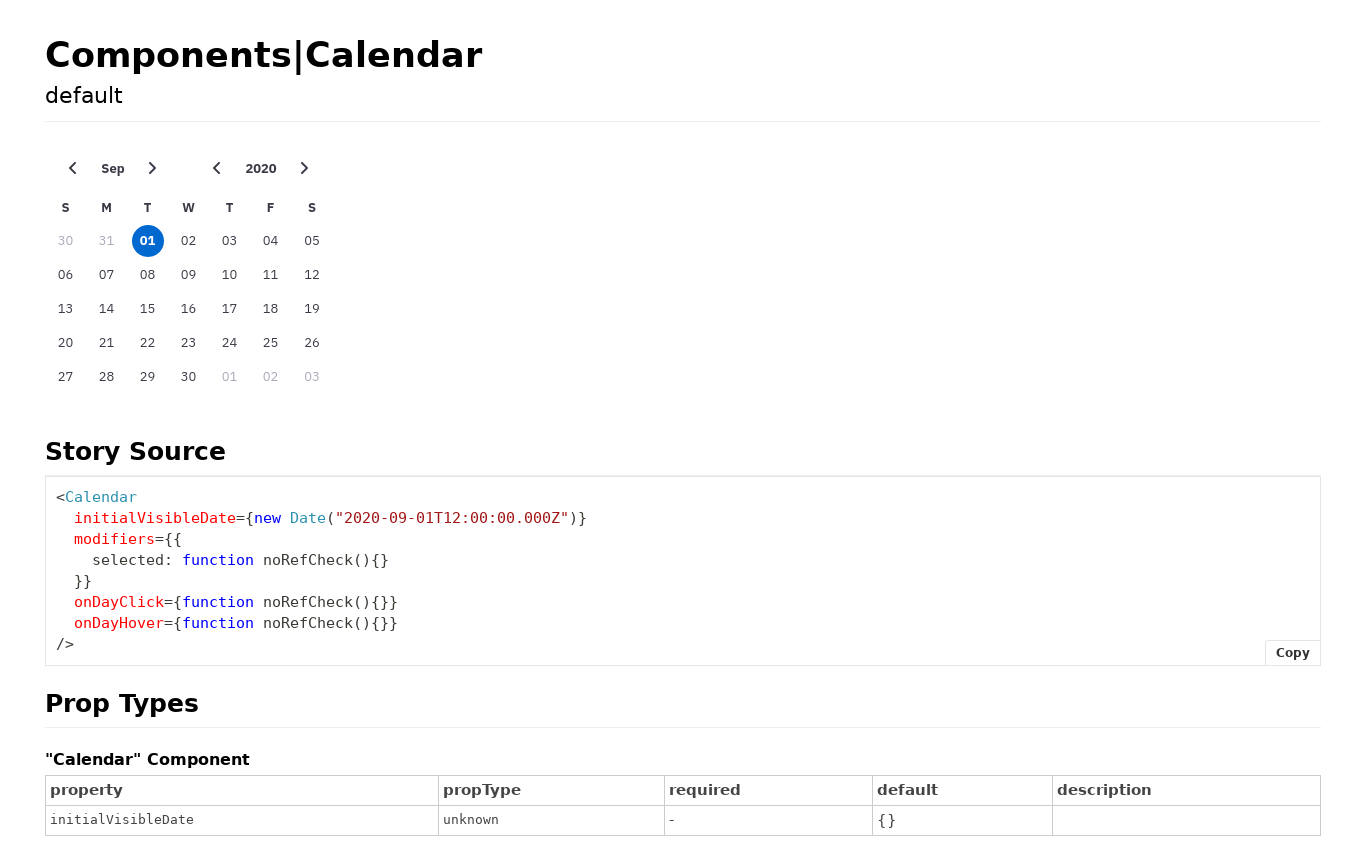 Components|Calendar
default
Sep 2020
S M T W T F S
30 31 01 02 03 04 05
06 07 08 09 10 11 12
13 14 15 16 17 18 19
20 21 22 23 24 25 26
27 28 29 30 01 02 03
Story Source
<Calendar
  initialVisibleDate={new Date("2020-09-01T12:00:00.000Z")}
  modifiers={{
    selected: function noRefCheck(){}
  }}
  onDayClick={function noRefCheck(){}}
  onDayHover={function noRefCheck(){}}
/>
Copy
Prop Types
"Calendar" Component
property propType required default description
initialVisibleDate unknown - {}